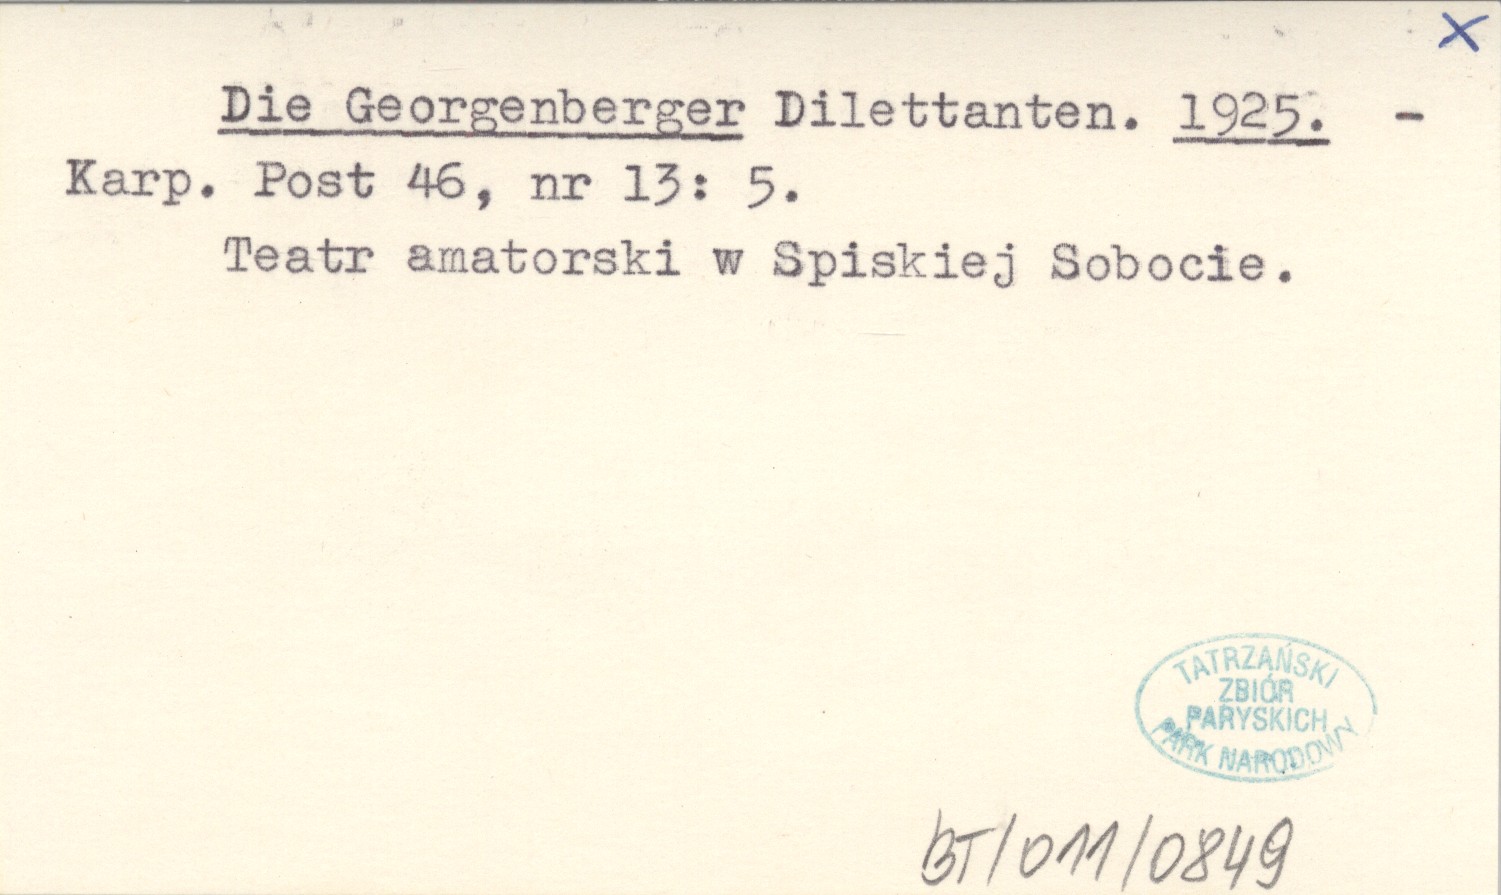 X
Die Georgenberger Dilettanten. 1925. -
Karp. Post 46, nr 13: 5.
Teatr amatorski w Spiskiej Sobocie.
TATRZAŃSKI
ZBIÓR
PARYSKICH
PARK NARODOWY
BT/011/0849